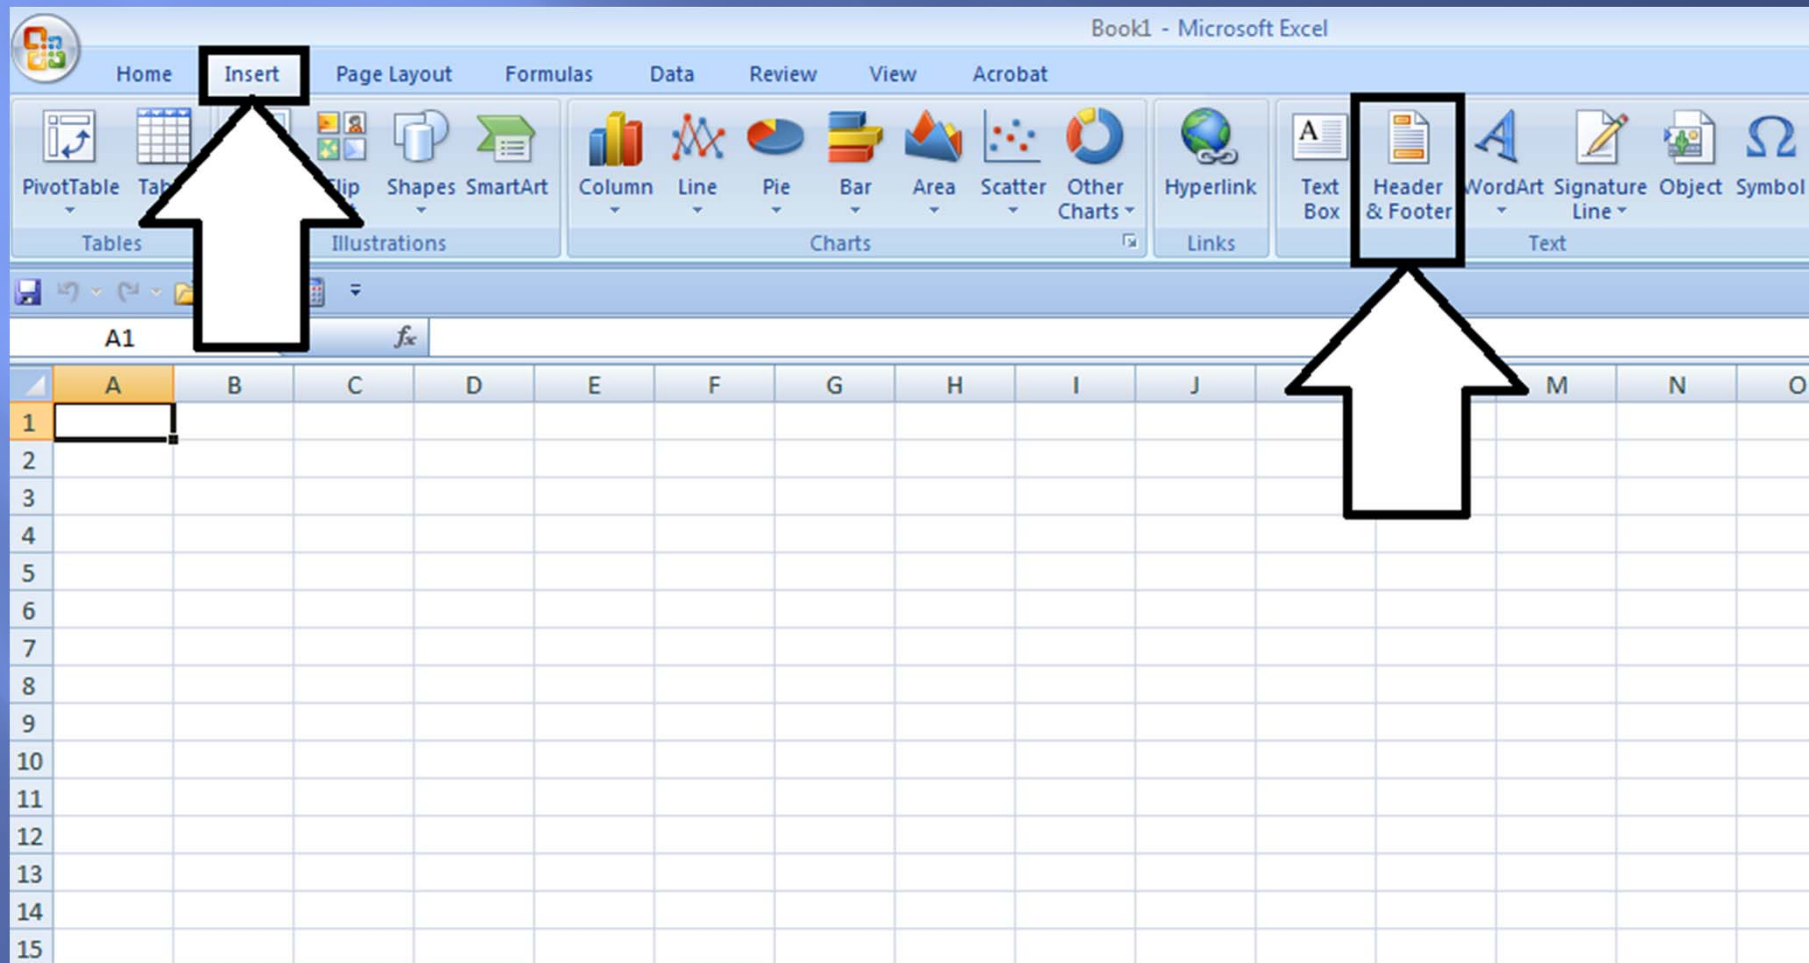 Book1 - Microsoft Excel
Home Insert Page Layout Formulas Data Review View Acrobat
PivotTable Shapes SmartArt Column Line Pie Bar Area Scatter Other Charts Hyperlink Text Box Header & Footer WordArt Signature Line Object Symbol
Tables Illustrations Charts Links Text
A1 fx
A B C D E F G H I J M N O
1
2
3
4
5
6
7
8
9
10
11
12
13
14
15